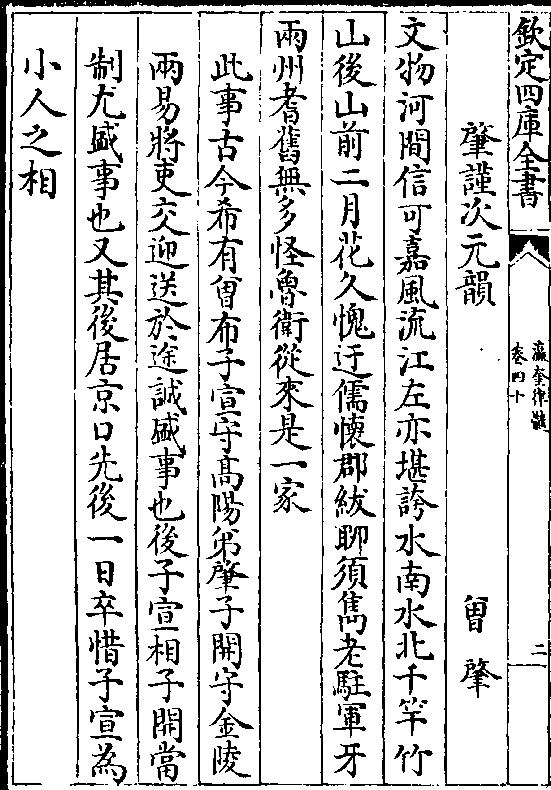 欽定四庫全書
瀛奎律髓
卷四十
二
肇謹次元韻 曾肇
文物河間信可嘉風流江左亦堪誇水南水北千竿竹
山後山前二月花久愧迂儒懷郡紱聊須雋老駐軍牙
兩州耆舊無多怪魯衛從來是一家
此事古今希有曾布子宣守高陽弟肇子開守金陵
兩易將吏交迎送於途誠盛事也後子宣相子開當
制尤盛事也又其後居京口先後一日卒惜子宣為
小人之相